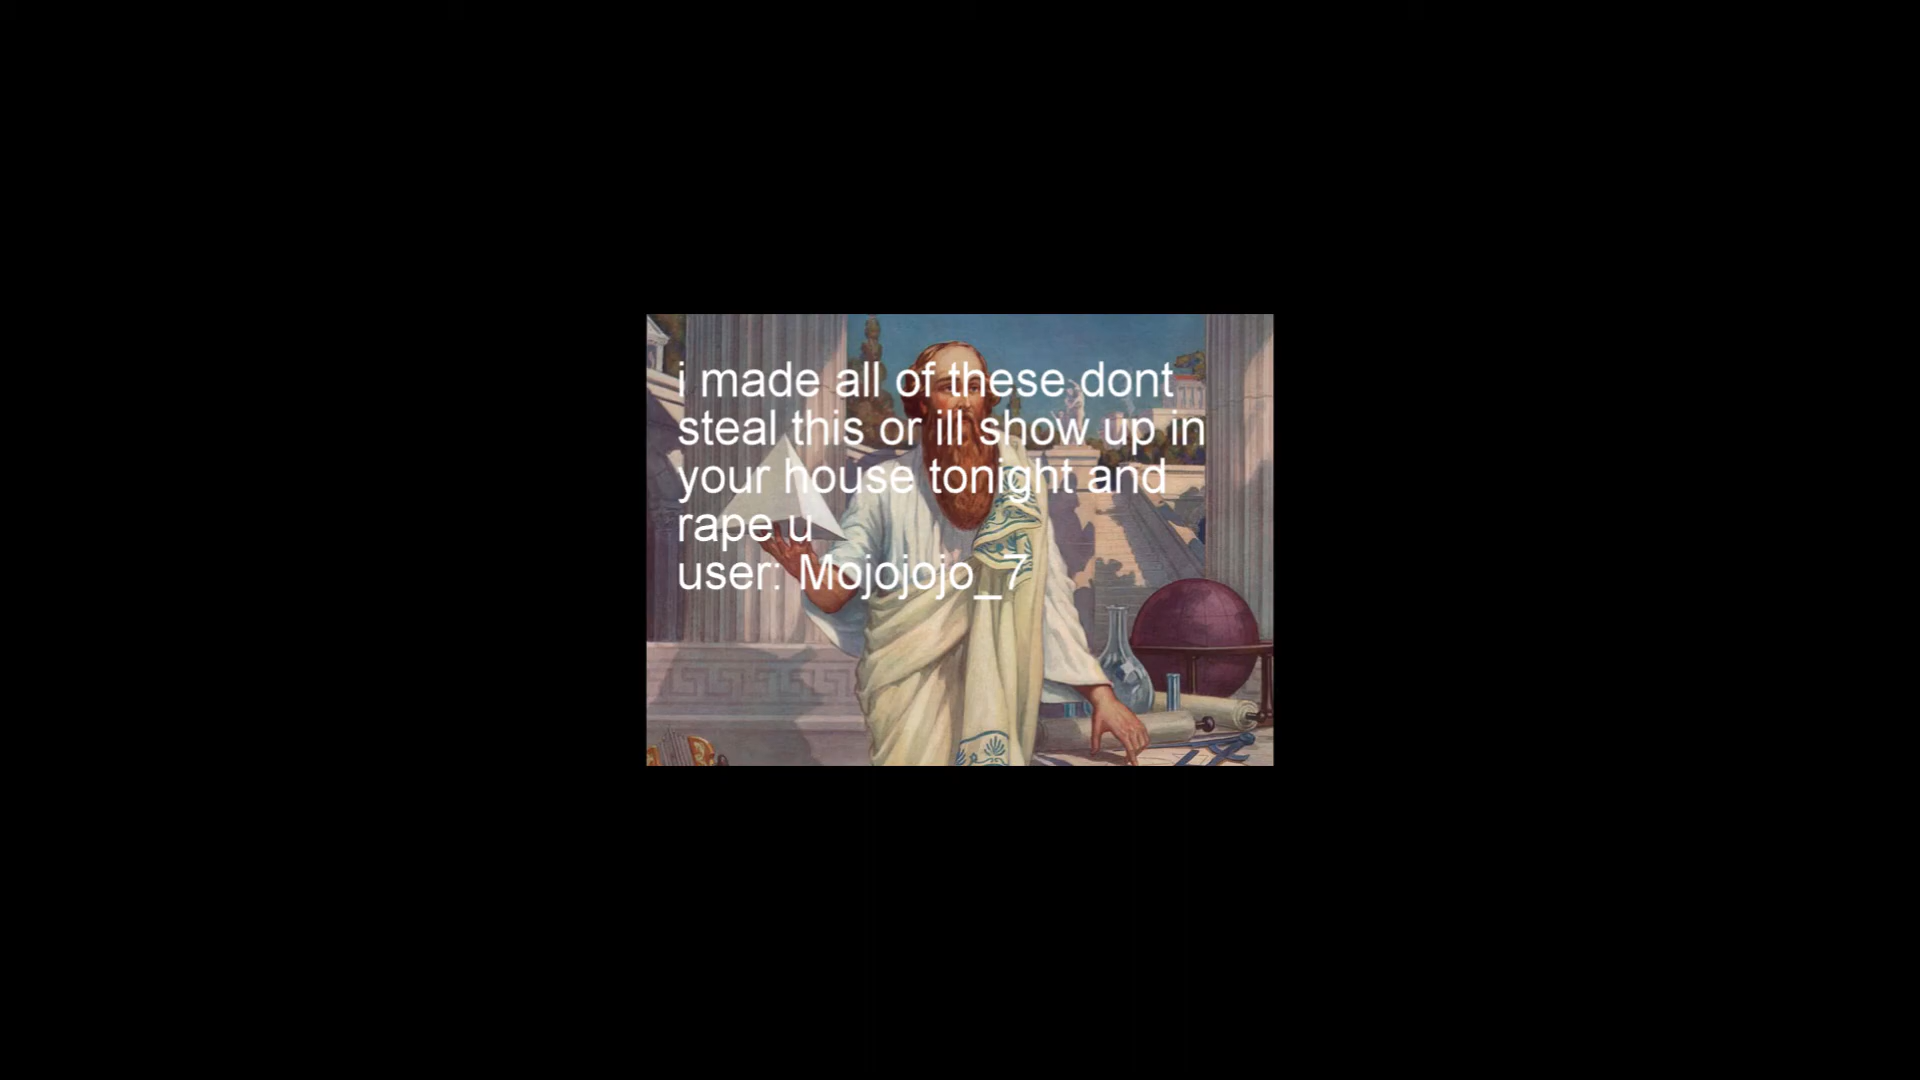 i made all of these dont
steal this or ill show up in
your house tonight and
rape u
user: Mojojojo_7